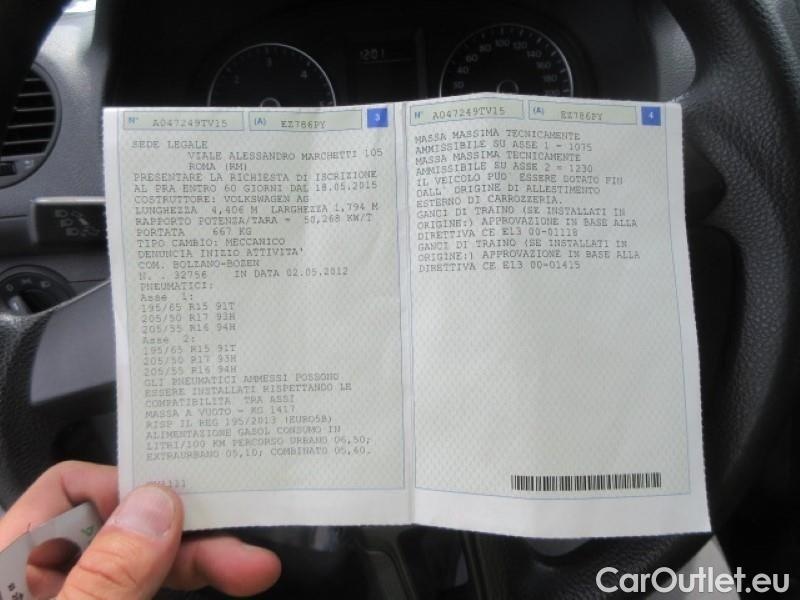 N° A047249TV15 (A) EZ786PY 3
SEDE LEGALE
VIALE ALESSANDRO MARCHETTI 105
ROMA (RM)
PRESENTARE LA RICHIESTA DI ISCRIZIONE
AL PRA ENTRO 60 GIORNI DAL 18.05.2015
COSTRUTTORE: VOLKSWAGEN AG
LUNGHEZZA 4,406 M LARGHEZZA 1,794 M
RAPPORTO POTENZA/TARA = 50,268 KW/T
PORTATA 667 KG
TIPO CAMBIO: MECCANICO
DENUNCIA INIZIO ATTIVITA'
COM. BOLZANO-BOZEN
N. . 32756 IN DATA 02.05.2012
PNEUMATICI:
Asse 1:
195/65 R15 91T
205/50 R17 93H
205/55 R16 94H
Asse 2:
195/65 R15 91T
205/50 R17 93H
205/55 R16 94H
GLI PNEUMATICI AMMESSI POSSONO
ESSERE INSTALLATI RISPETTANDO LE
COMPATIBILITA TRA ASSI
MASSA A VUOTO = KG 1417
RISP IL REG 195/2013 (EURO5B)
ALIMENTAZIONE GASOL CONSUMO IN
LITRI/100 KM PERCORSO URBANO 06,50;
EXTRAURBANO 05,10; COMBINATO 05,60.
N° A047249TV15 (A) EZ786PY 4
MASSA MASSIMA TECNICAMENTE
AMMISSIBILE SU ASSE 1 = 1075
MASSA MASSIMA TECNICAMENTE
AMMISSIBILE SU ASSE 2 = 1230
IL VEICOLO PUO' ESSERE DOTATO FIN
DALL' ORIGINE DI ALLESTIMENTO
ESTERNO DI CARROZZERIA.
GANCI DI TRAINO (SE INSTALLATI IN
ORIGINE:) APPROVAZIONE IN BASE ALLA
DIRETTIVA CE E13 00-01118
GANCI DI TRAINO (SE INSTALLATI IN
ORIGINE:) APPROVAZIONE IN BASE ALLA
DIRETTIVA CE E13 00-01415
1201
CarOutlet.eu